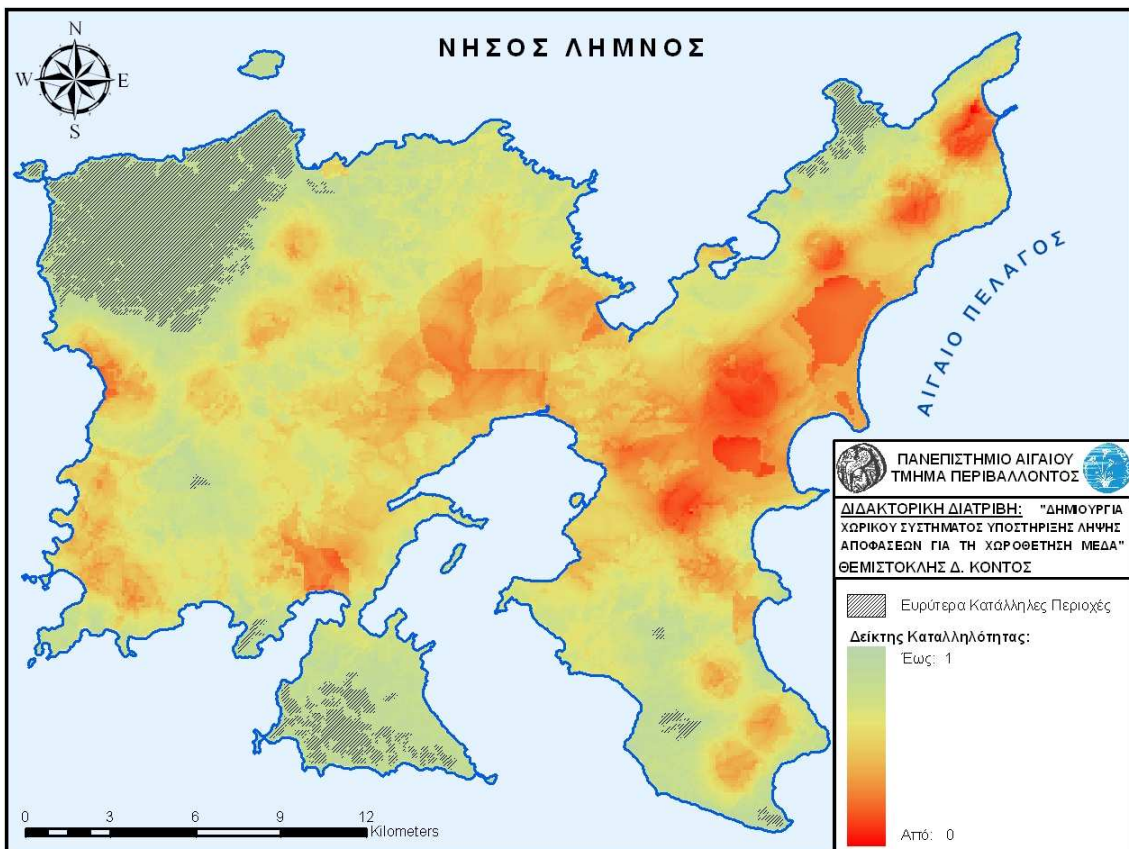 ΝΗΣΟΣ ΛΗΜΝΟΣ
N
W E
S
ΑΙΓΑΙΟ ΠΕΛΑΓΟΣ
ΠΑΝΕΠΙΣΤΗΜΙΟ ΑΙΓΑΙΟΥ
ΤΜΗΜΑ ΠΕΡΙΒΑΛΛΟΝΤΟΣ
ΔΙΔΑΚΤΟΡΙΚΗ ΔΙΑΤΡΙΒΗ: "ΔΗΜΙΟΥΡΓΙΑ
ΧΩΡΙΚΟΥ ΣΥΣΤΗΜΑΤΟΣ ΥΠΟΣΤΗΡΙΞΗΣ ΛΗΨΗΣ
ΑΠΟΦΑΣΕΩΝ ΓΙΑ ΤΗ ΧΩΡΟΘΕΤΗΣΗ ΜΕΔΑ"
ΘΕΜΙΣΤΟΚΛΗΣ Δ. ΚΟΝΤΟΣ
Ευρύτερα Κατάλληλες Περιοχές
Δείκτης Καταλληλότητας:
Έως: 1
Από: 0
0 3 6 9 12
Kilometers